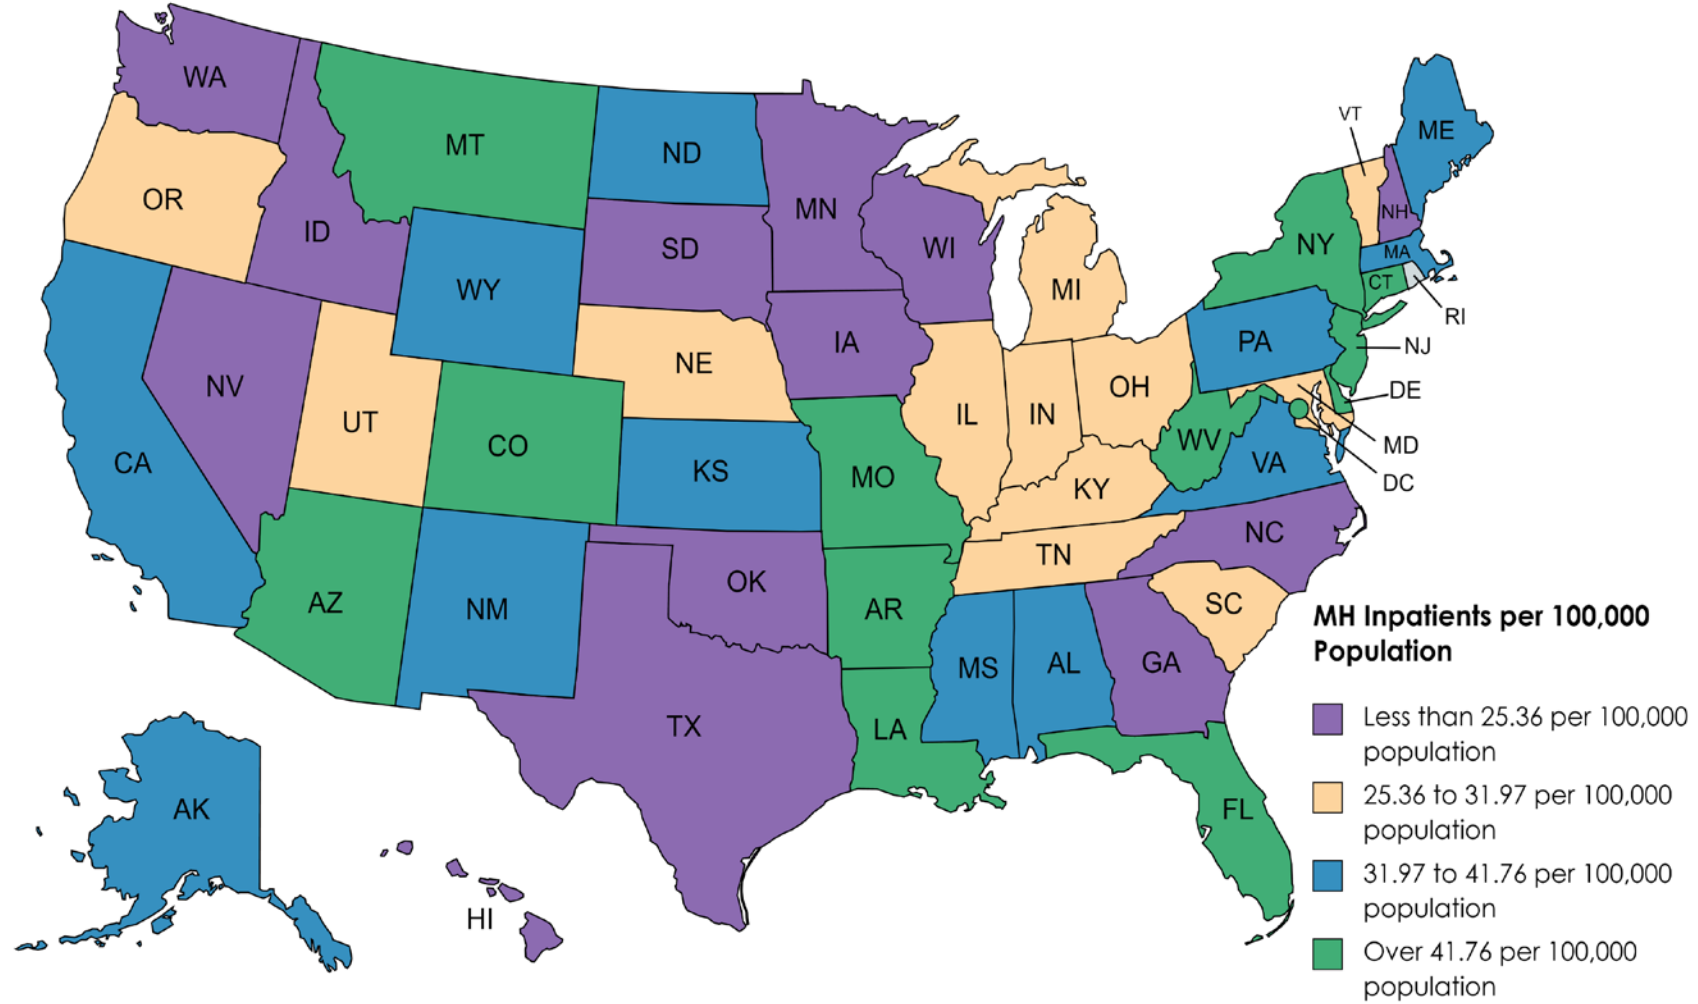 WA
MT
ND
VT
ME
OR
ID
MN
NH
SD
WI
NY
MA
WY
MI
CT
RI
IA
PA
NJ
NE
NV
OH
DE
UT
IL
IN
CO
WV
MD
CA
KS
MO
VA
DC
KY
NC
TN
OK
AZ
NM
AR
SC
MS
AL
GA
TX
LA
AK
FL
HI
MH Inpatients per 100,000
Population
Less than 25.36 per 100,000
population
25.36 to 31.97 per 100,000
population
31.97 to 41.76 per 100,000
population
Over 41.76 per 100,000
population